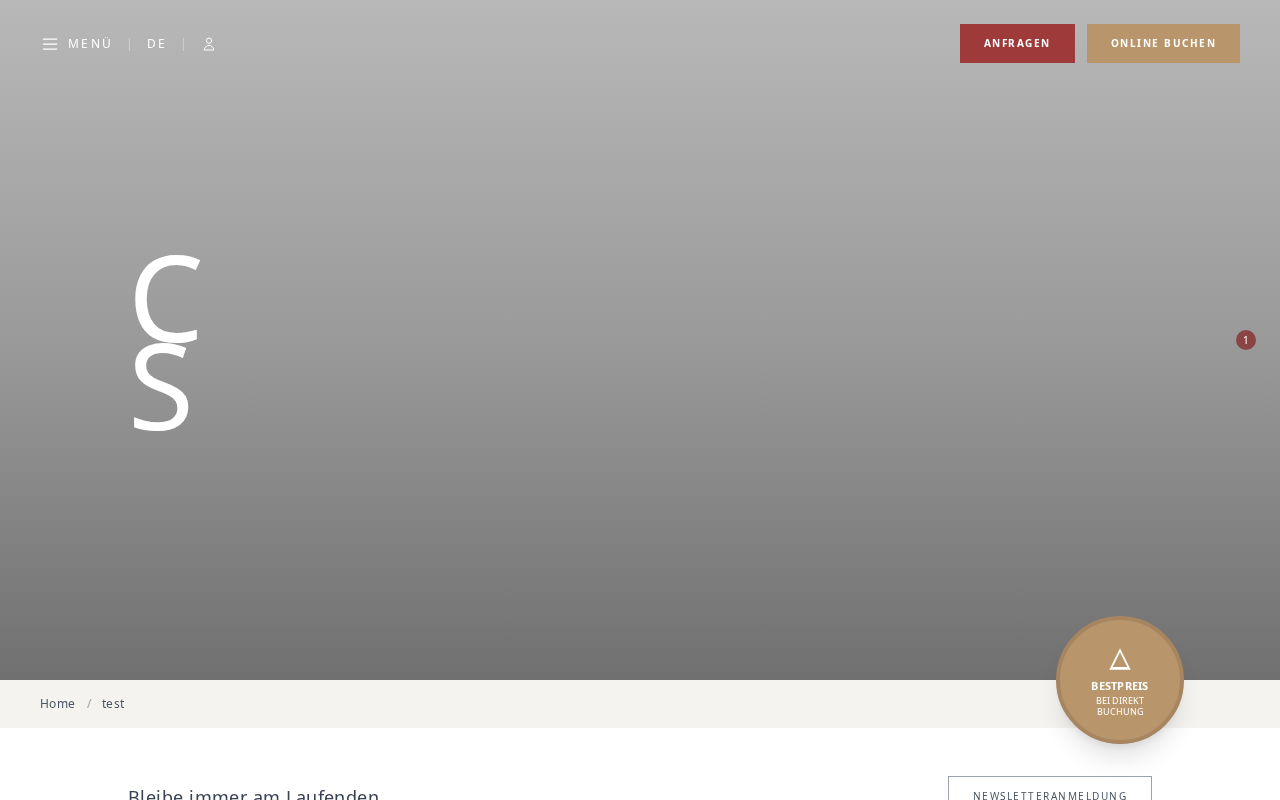 MENÜ | DE |
ANFRAGEN
ONLINE BUCHEN
C
S
1
BESTPREIS
BEI DIREKT
BUCHUNG
Home / test
Bleibe immer am Laufenden
NEWSLETTERANMELDUNG